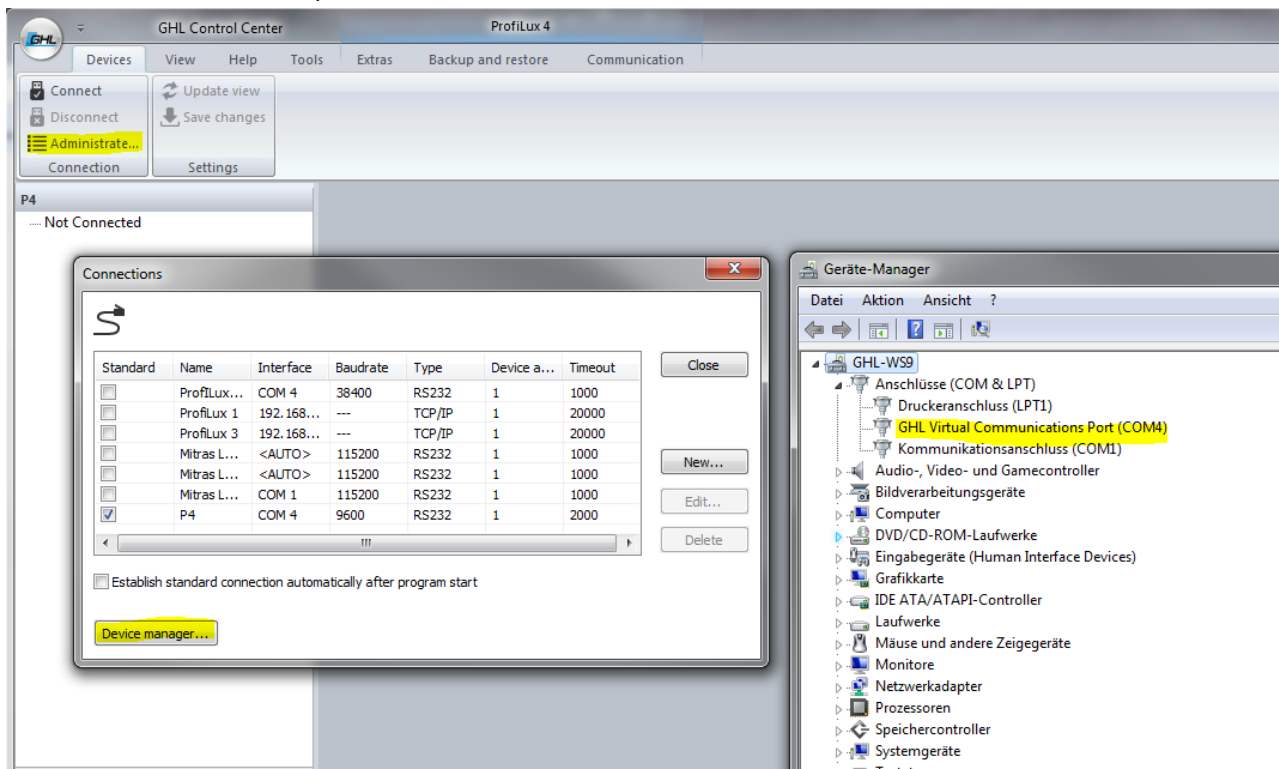 GHL
GHL Control Center
ProfiLux 4
Devices View Help Tools Extras Backup and restore Communication
Connect
Disconnect
Administrate...
Connection
Update view
Save changes
Settings
P4
Not Connected
Connections
Standard Name Interface Baudrate Type Device a... Timeout
ProfILux... COM 4 38400 RS232 1 1000
ProfiLux 1 192.168... --- TCP/IP 1 20000
ProfiLux 3 192.168... --- TCP/IP 1 20000
Mitras L... <AUTO> 115200 RS232 1 1000
Mitras L... <AUTO> 115200 RS232 1 1000
Mitras L... COM 1 115200 RS232 1 1000
P4 COM 4 9600 RS232 1 2000
Close
New...
Edit...
Delete
Establish standard connection automatically after program start
Device manager...
Geräte-Manager
Datei Aktion Ansicht ?
GHL-WS9
Anschlüsse (COM & LPT)
Druckeranschluss (LPT1)
GHL Virtual Communications Port (COM4)
Kommunikationsanschluss (COM1)
Audio-, Video- und Gamecontroller
Bildverarbeitungsgeräte
Computer
DVD/CD-ROM-Laufwerke
Eingabegeräte (Human Interface Devices)
Grafikkarte
IDE ATA/ATAPI-Controller
Laufwerke
Mäuse und andere Zeigegeräte
Monitore
Netzwerkadapter
Prozessoren
Speichercontroller
Systemgeräte